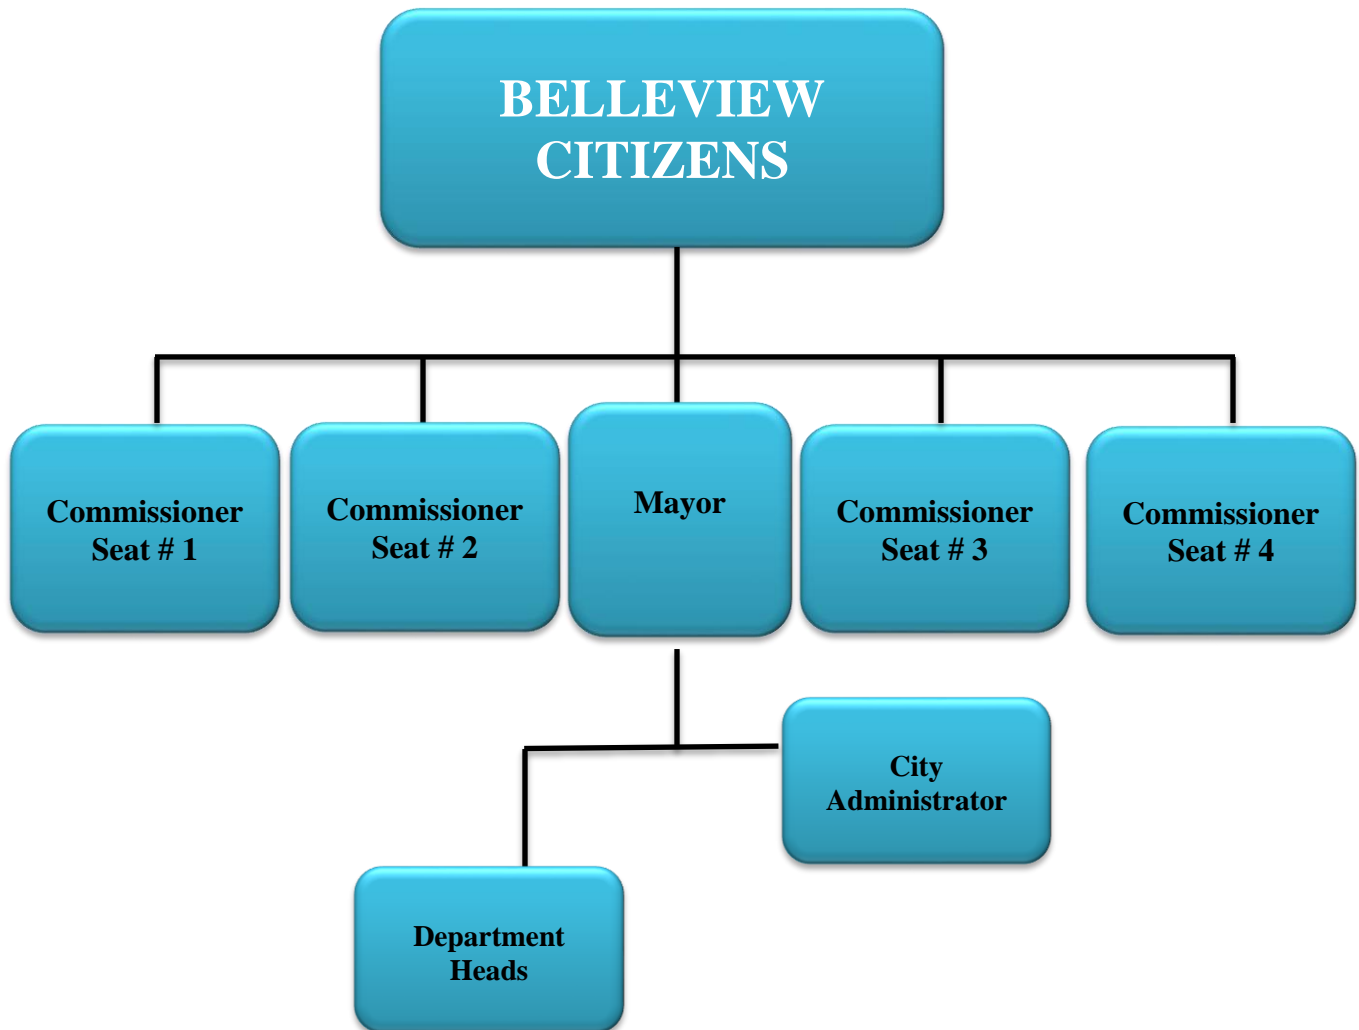 BELLEVIEW
CITIZENS
Commissioner
Seat # 1
Commissioner
Seat # 2
Mayor
Commissioner
Seat # 3
Commissioner
Seat # 4
City
Administrator
Department
Heads